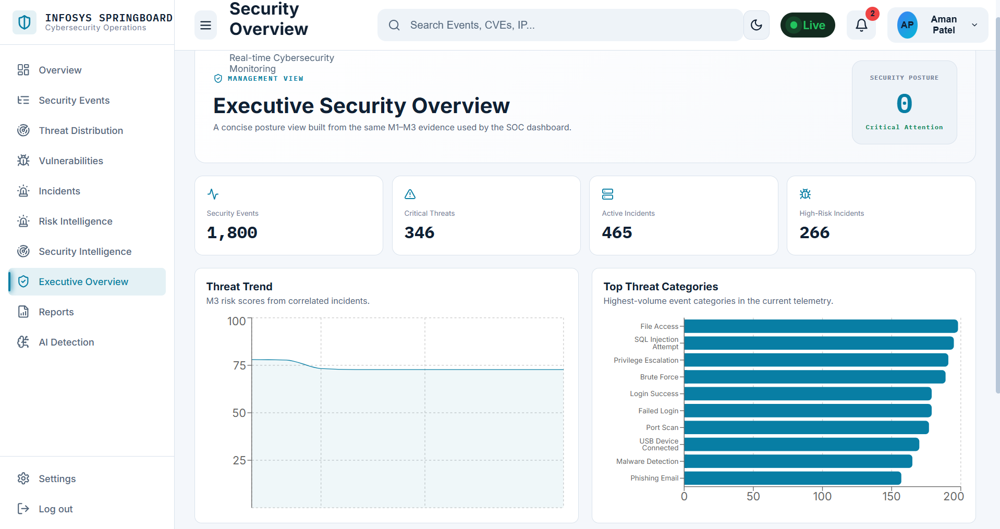 INFOSYS SPRINGBOARD
Cybersecurity Operations
Overview
Security Events
Threat Distribution
Vulnerabilities
Incidents
Risk Intelligence
Security Intelligence
Executive Overview
Reports
AI Detection
Settings
Log out
Security
Overview
Real-time Cybersecurity
Monitoring
Search Events, CVEs, IP...
Live
2
AP
Aman
Patel
MANAGEMENT VIEW
Executive Security Overview
A concise posture view built from the same M1–M3 evidence used by the SOC dashboard.
SECURITY POSTURE
0
Critical Attention
Security Events
1,800
Critical Threats
346
Active Incidents
465
High-Risk Incidents
266
Threat Trend
M3 risk scores from correlated incidents.
100
75
50
25
Top Threat Categories
Highest-volume event categories in the current telemetry.
File Access
SQL Injection
Attempt
Privilege Escalation
Brute Force
Login Success
Failed Login
Port Scan
USB Device
Connected
Malware Detection
Phishing Email
0 50 100 150 200